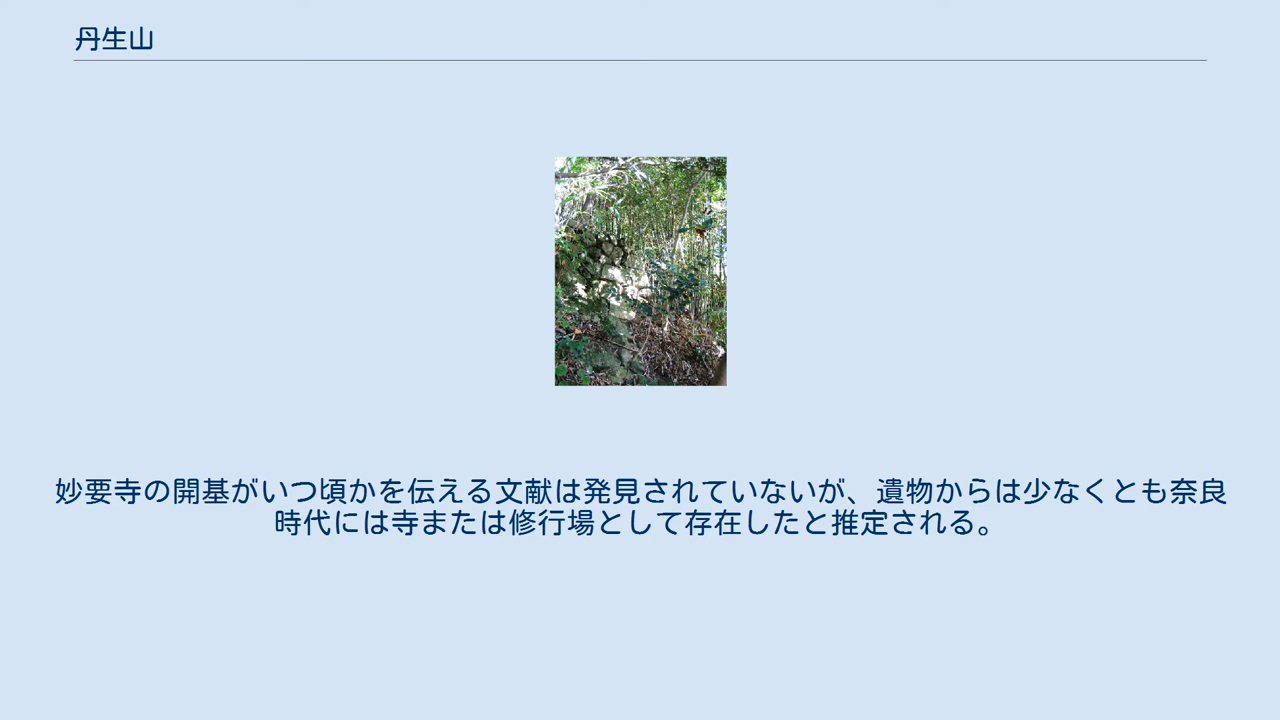 丹生山
妙要寺の開基がいつ頃かを伝える文献は発見されていないが、遺物からは少なくとも奈良
時代には寺または修行場として存在したと推定される。